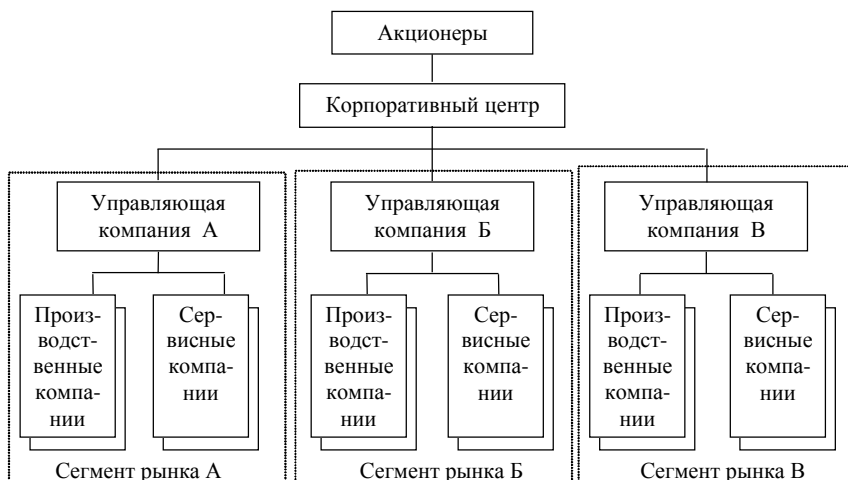 Акционеры
Корпоративный центр
Управляющая
компания А
Управляющая
компания Б
Управляющая
компания В
Произ-
водст-
венные
компа-
нии
Сер-
висные
компа-
нии
Произ-
водст-
венные
компа-
нии
Сер-
висные
компа-
нии
Произ-
водст-
венные
компа-
нии
Сер-
висные
компа-
нии
Сегмент рынка А
Сегмент рынка Б
Сегмент рынка В